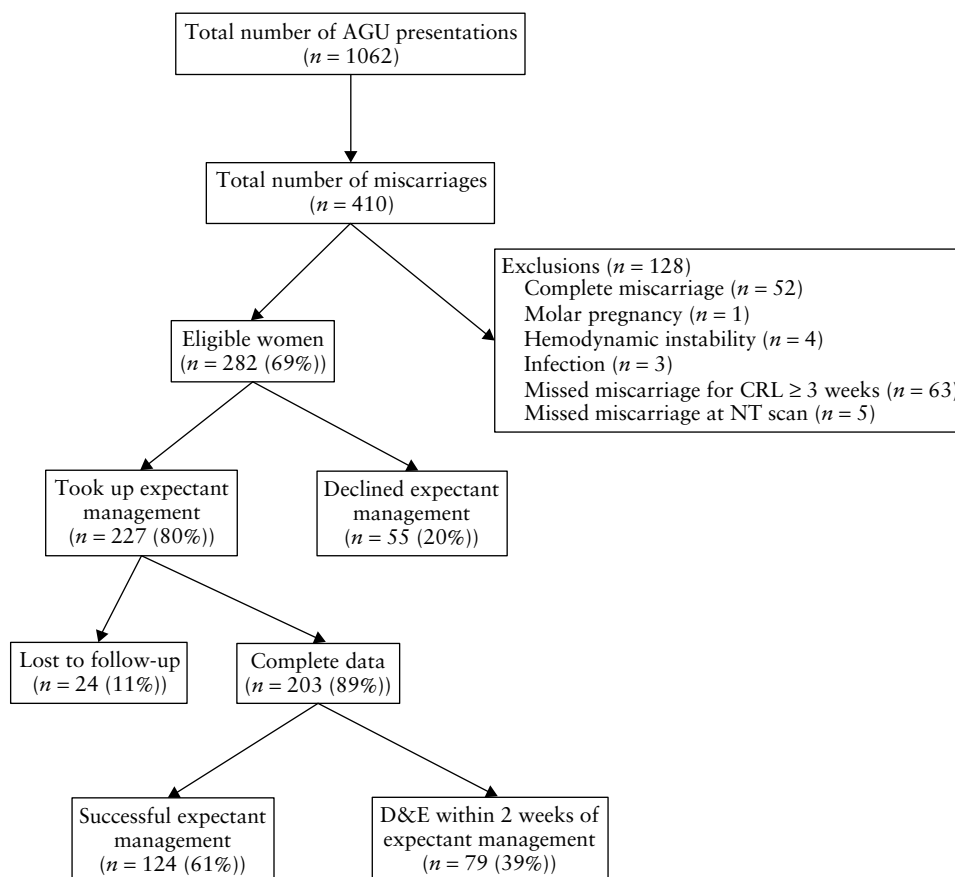 Total number of AGU presentations
(n = 1062)
Total number of miscarriages
(n = 410)
Exclusions (n = 128)
Complete miscarriage (n = 52)
Molar pregnancy (n = 1)
Hemodynamic instability (n = 4)
Infection (n = 3)
Missed miscarriage for CRL ≥ 3 weeks (n = 63)
Missed miscarriage at NT scan (n = 5)
Eligible women
(n = 282 (69%))
Took up expectant
management
(n = 227 (80%))
Declined expectant
management
(n = 55 (20%))
Lost to follow-up
(n = 24 (11%))
Complete data
(n = 203 (89%))
Successful expectant
management
(n = 124 (61%))
D&E within 2 weeks of
expectant management
(n = 79 (39%))